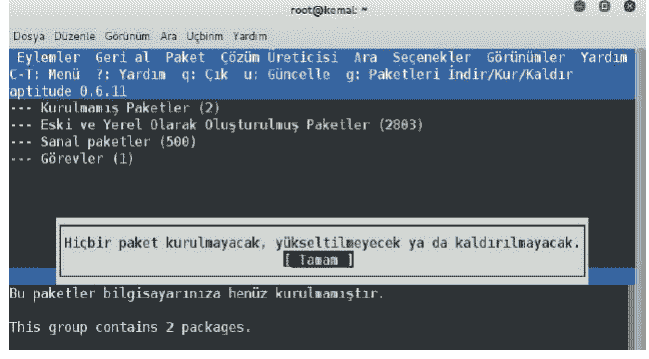 root@kemal: ~
Dosya Düzenle Görünüm Ara Uçbirim Yardım
Eylemler Geri al Paket Çözüm Üreticisi Ara Seçenekler Görünümler Yardım
C-T: Menü ?: Yardım q: Çık u: Güncelle g: Paketleri İndir/Kur/Kaldır
aptitude 0.6.11
--- Kurulmamış Paketler (2)
--- Eski ve Yerel Olarak Oluşturulmuş Paketler (2803)
--- Sanal paketler (500)
--- Görevler (1)
Hiçbir paket kurulmayacak, yükseltilmeyecek ya da kaldırılmayacak.
[ Tamam ]
Bu paketler bilgisayarınıza henüz kurulmamıştır.
This group contains 2 packages.